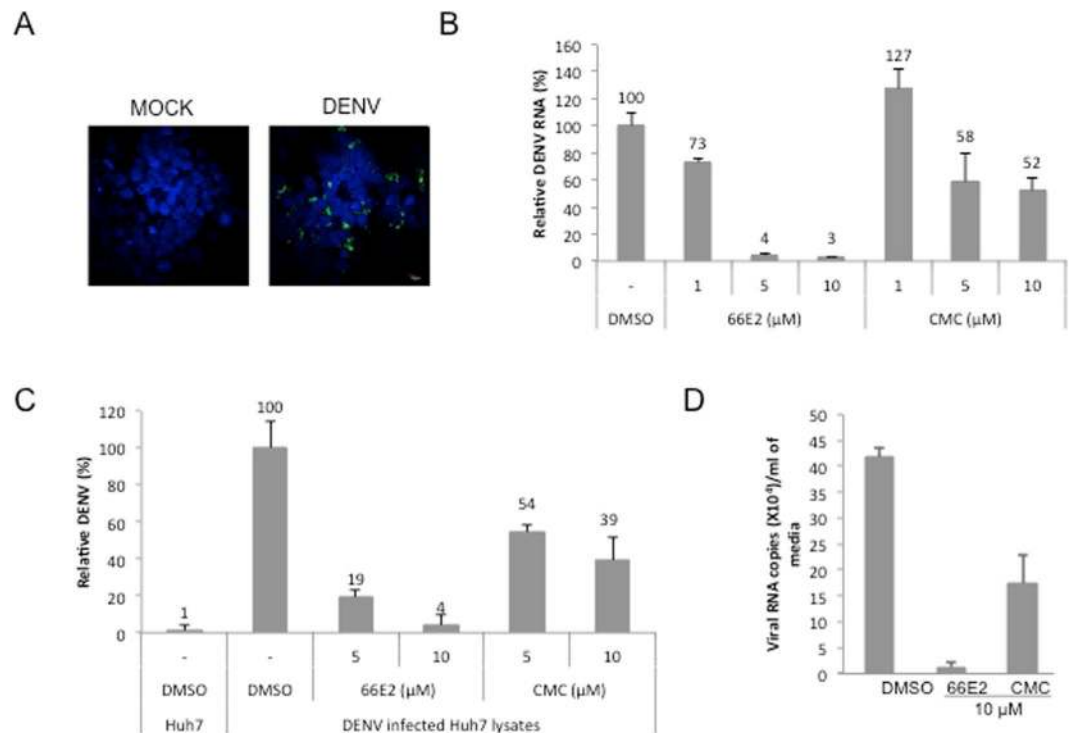 A
MOCK DENV
B
Relative DENV RNA (%)
160
140
120
100
80
60
40
20
0
100
73
4
3
127
58
52
- 1 5 10 1 5 10
DMSO 66E2 (µM) CMC (µM)
C
Relative DENV (%)
120
100
80
60
40
20
0
1
100
19
4
54
39
- - 5 10 5 10
DMSO DMSO 66E2 (µM) CMC (µM)
Huh7 DENV infected Huh7 lysates
D
Viral RNA copies (X10⁴)/ml of
media
50
45
40
35
30
25
20
15
10
5
0
DMSO 66E2 CMC
10 µM